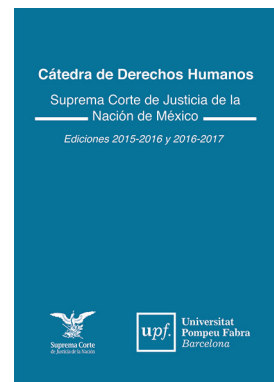 Cátedra de Derechos Humanos
Suprema Corte de Justicia de la
Nación de México
Ediciones 2015-2016 y 2016-2017
Suprema Corte
de Justicia de la Nación
upf.
Universitat
Pompeu Fabra
Barcelona